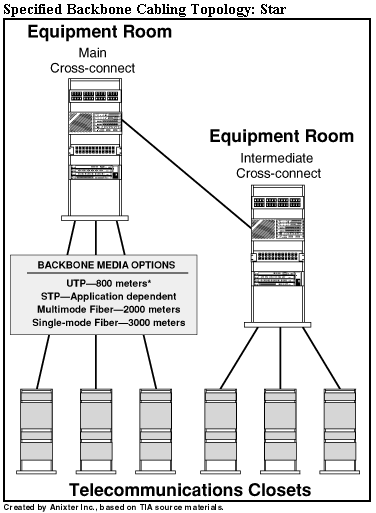 Specified Backbone Cabling Topology: Star
Equipment Room
Main
Cross-connect
Equipment Room
Intermediate
Cross-connect
BACKBONE MEDIA OPTIONS
UTP—800 meters*
STP—Application dependent
Multimode Fiber—2000 meters
Single-mode Fiber—3000 meters
Telecommunications Closets
Created by Anixter Inc., based on TIA source materials.